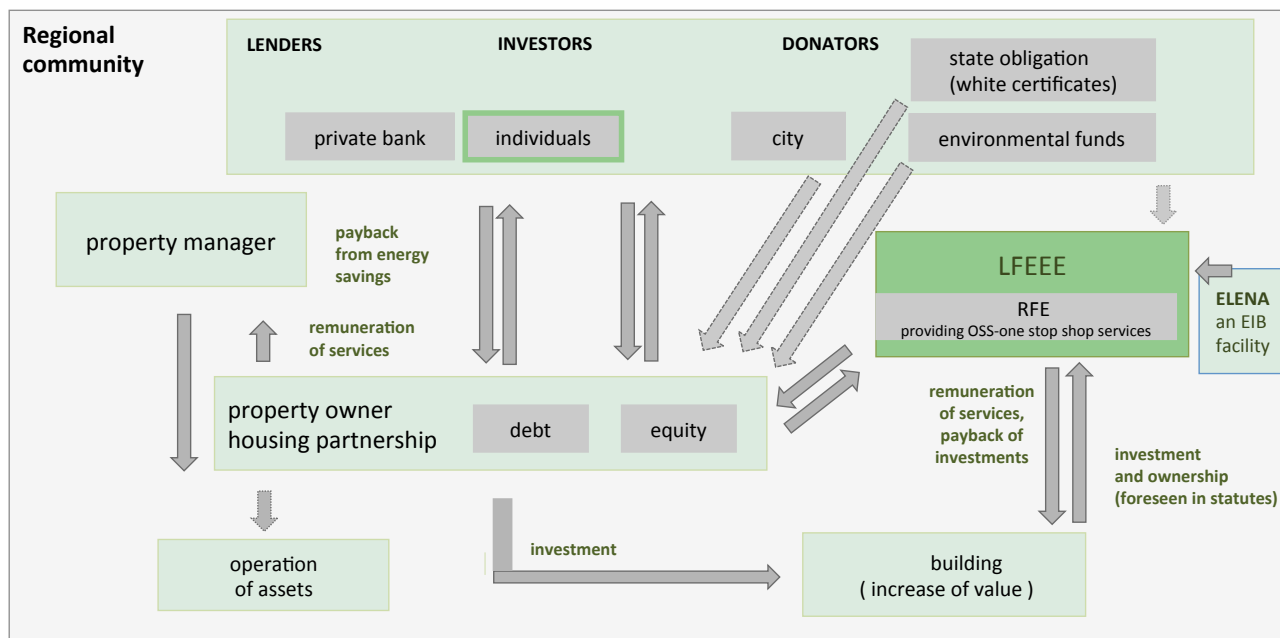 Regional
community
LENDERS
INVESTORS
DONATORS
state obligation
(white certificates)
private bank
individuals
city
environmental funds
property manager
payback
from energy
savings
LFEEE
RFE
providing OSS-one stop shop services
ELENA
an EIB
facility
remuneration
of services
property owner
housing partnership
debt
equity
remuneration
of services,
payback of
investments
investment
and ownership
(foreseen in statutes)
operation
of assets
investment
building
( increase of value )